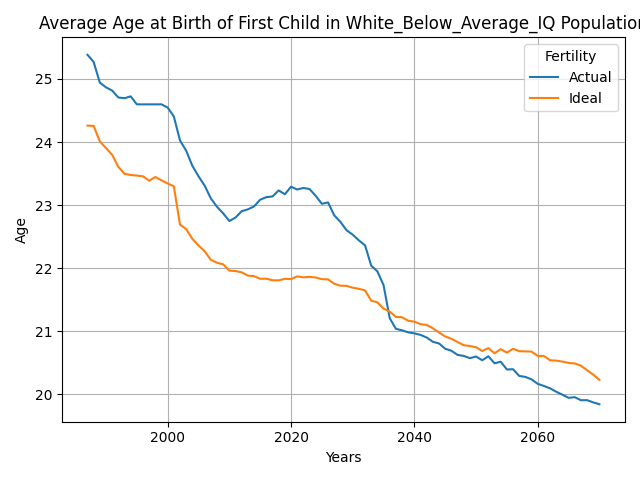 Average Age at Birth of First Child in White_Below_Average_IQ Population
Fertility
Actual
Ideal
25
24
23
22
21
20
Age
2000
2020
2040
2060
Years